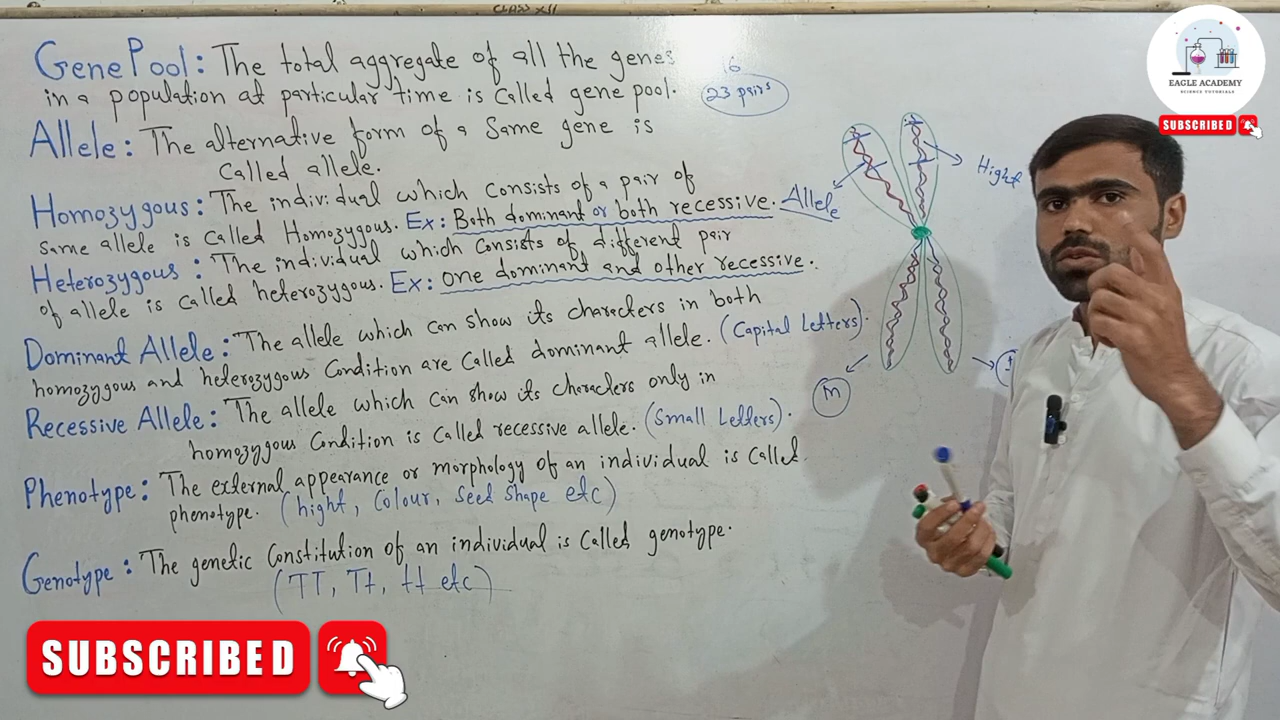 CLASS XII
Gene Pool: The total aggregate of all the genes
in a population at particular time is called gene pool.
16
23 pairs
Allele: The alternative form of a same gene is
called allele.
Homozygous: The individual which consists of a pair of
same allele is called Homozygous. Ex: Both dominant or both recessive.
Heterozygous: The individual which consists of different pair
of allele is called heterozygous. Ex: one dominant and other recessive.
Dominant Allele: The allele which can show its characters in both
homozygous and heterozygous condition are called dominant allele. (Capital Letters).
Recessive Allele: The allele which can show its characters only in
homozygous condition is called recessive allele. (Small Letters).
Phenotype: The external appearance or morphology of an individual is called
phenotype. (hight, colour, seed shape etc)
Genotype: The genetic constitution of an individual is called genotype.
(TT, Tt, tt etc)
Allele
Hight
m
EAGLE ACADEMY
SCIENCE TUTORIALS
SUBSCRIBED
SUBSCRIBED